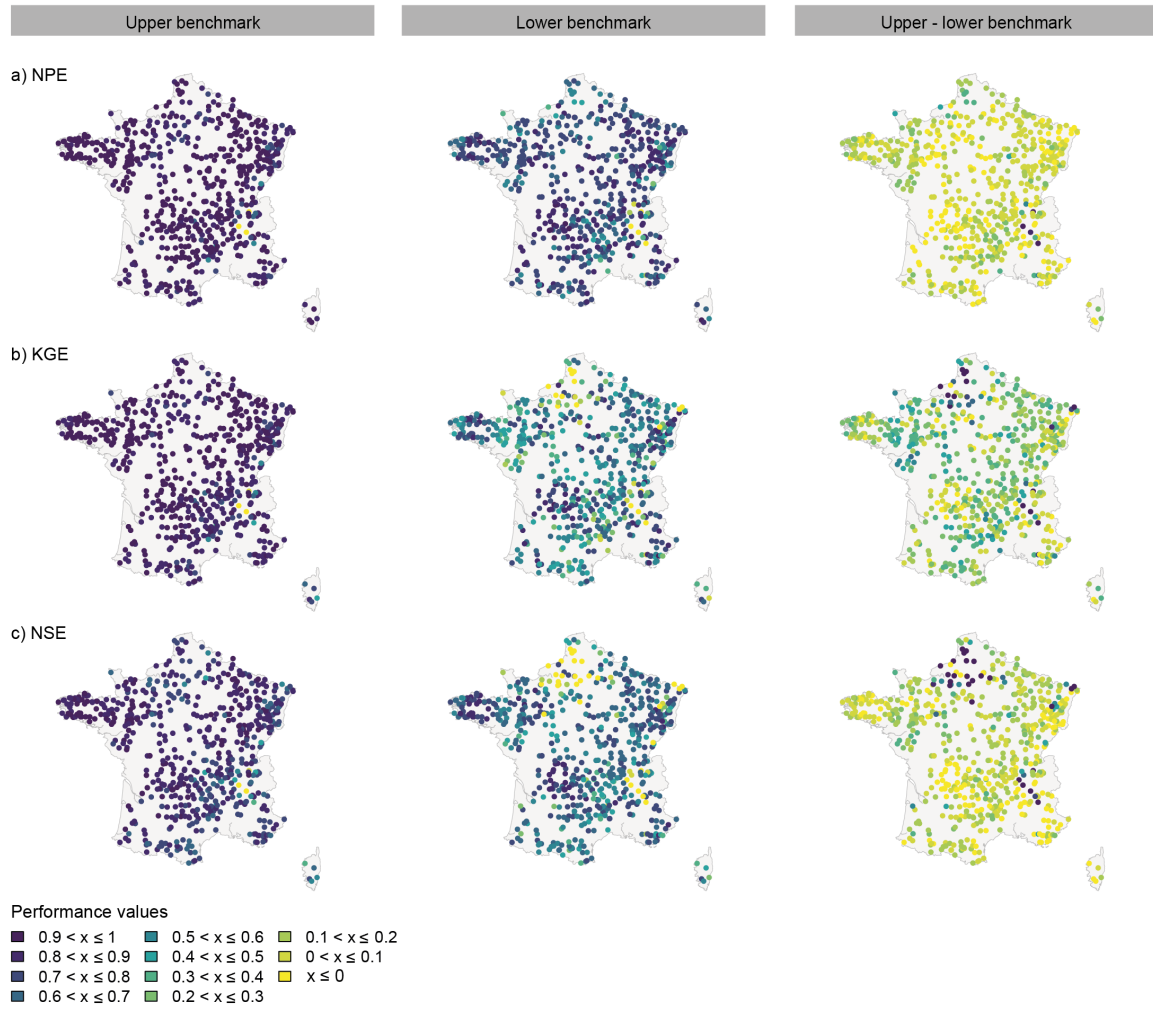 Upper benchmark
Lower benchmark
Upper - lower benchmark
a) NPE
b) KGE
c) NSE
Performance values
0.9 < x ≤ 1
0.5 < x ≤ 0.6
0.1 < x ≤ 0.2
0.8 < x ≤ 0.9
0.4 < x ≤ 0.5
0 < x ≤ 0.1
0.7 < x ≤ 0.8
0.3 < x ≤ 0.4
x ≤ 0
0.6 < x ≤ 0.7
0.2 < x ≤ 0.3